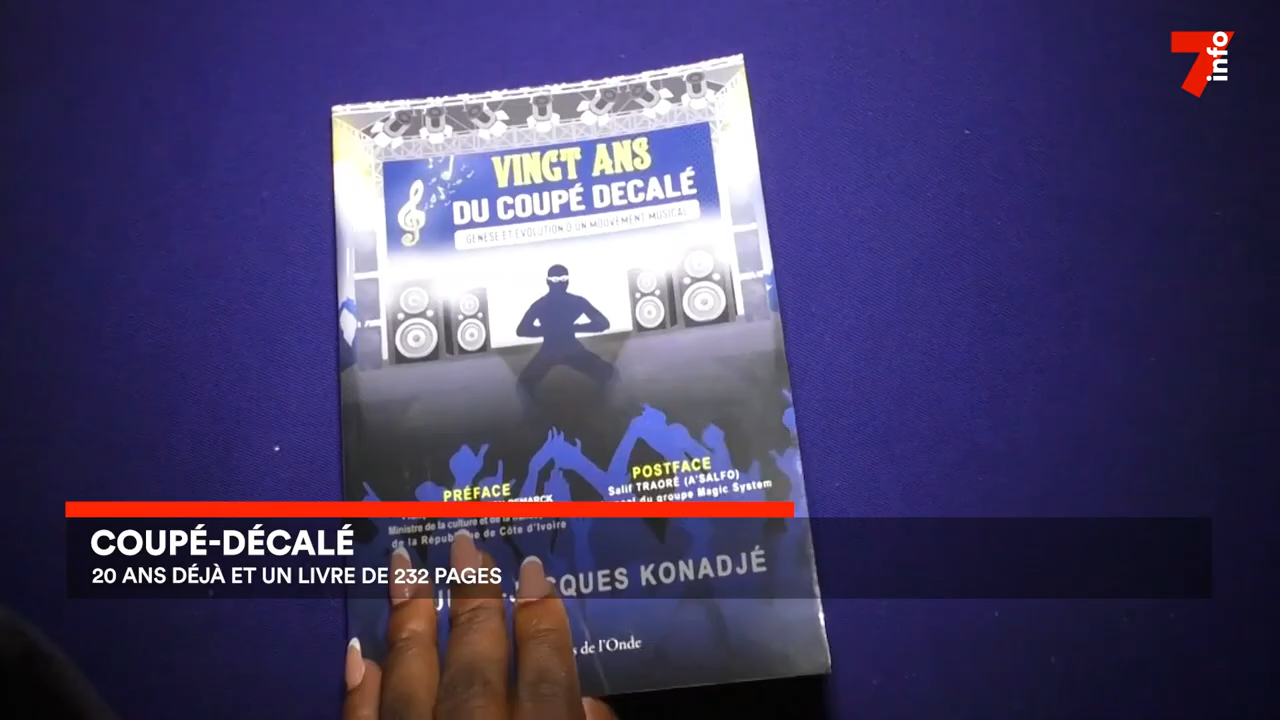 7
info
VINGT ANS
DU COUPÉ DECALÉ
GENÈSE ET ÉVOLUTION D'UN MOUVEMENT MUSICAL
POSTFACE
Salif TRAORÉ (A'SALFO)
du groupe Magic System
PRÉFACE
Ministre de la culture et de la
de la République de Côte d'Ivoire
COUPÉ-DÉCALÉ
20 ANS DÉJÀ ET UN LIVRE DE 232 PAGES
KONADJÉ
de l'Onde